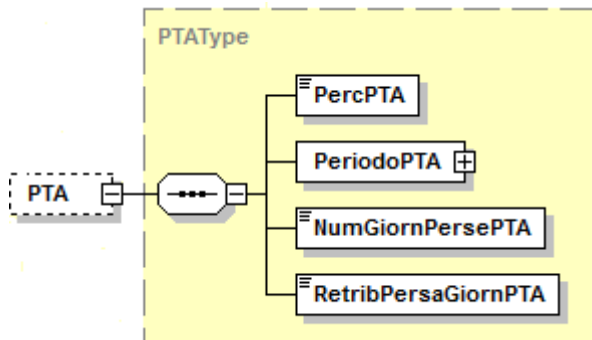 PTAType
PercPTA
PeriodoPTA
PTA
NumGiornPersePTA
RetribPersaGiornPTA